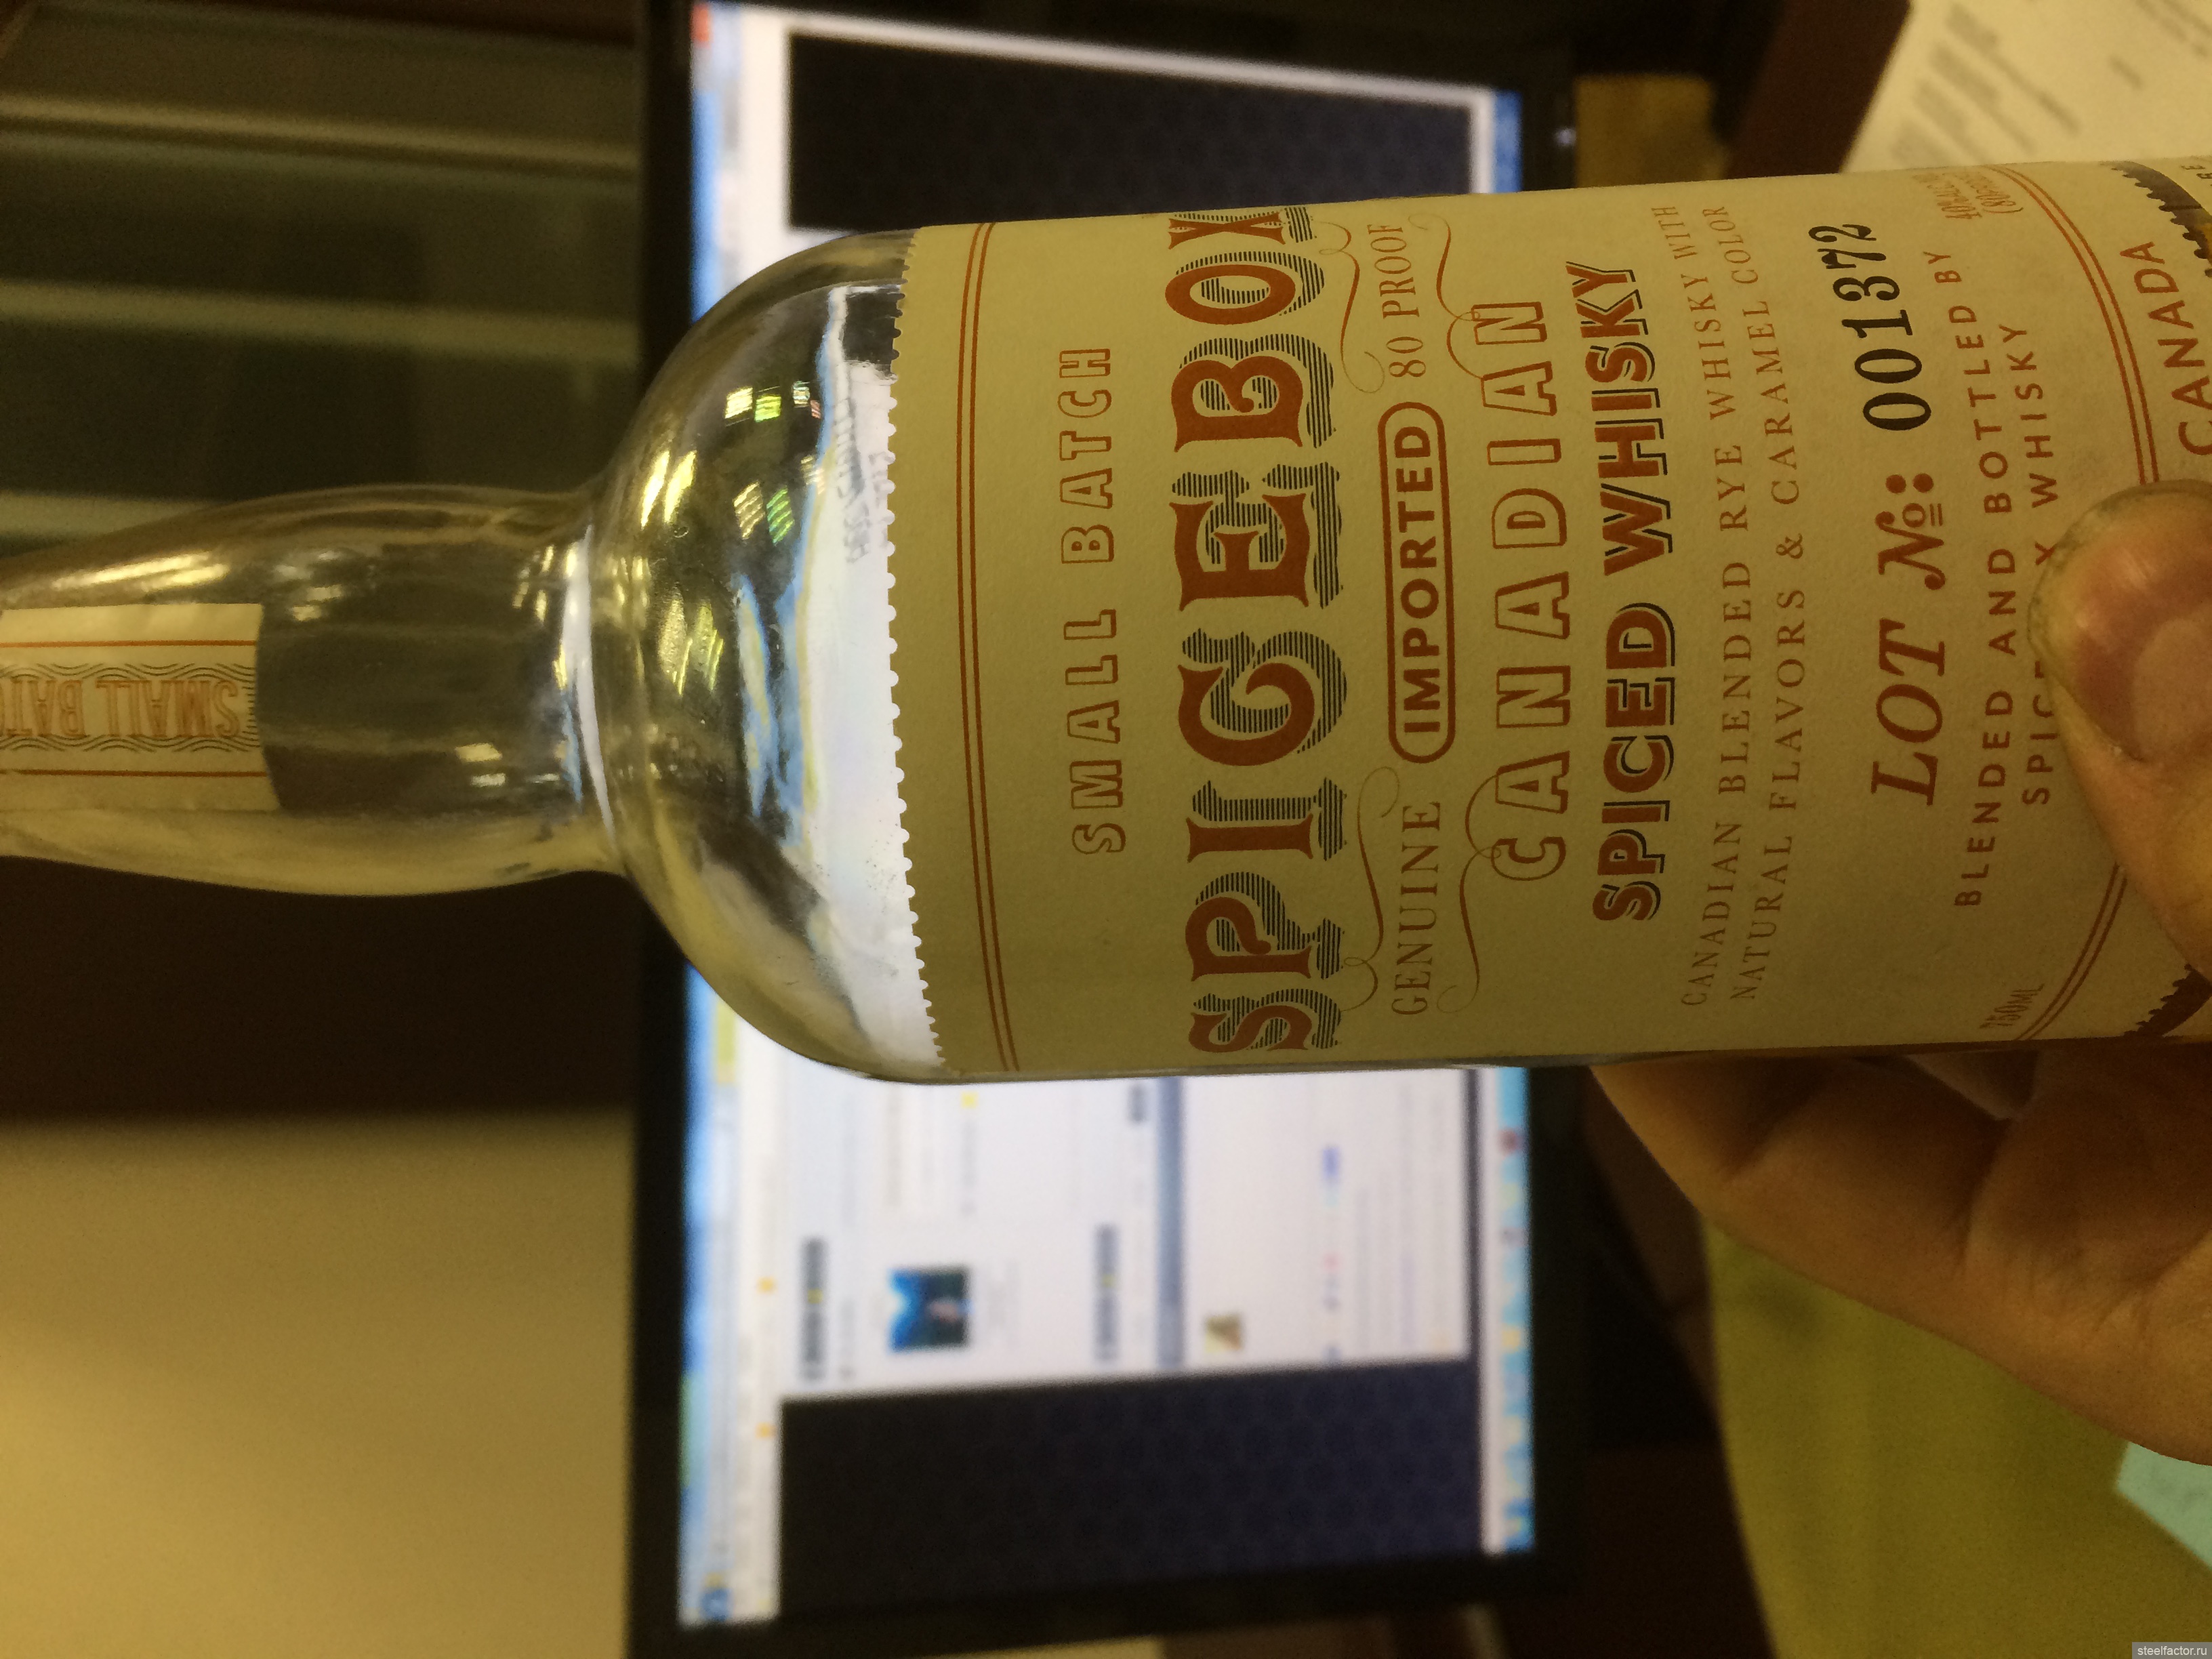 SMALL BATCH
SPICEBOX
GENUINE IMPORTED 80 PROOF
CANADIAN
SPICED WHISKY
CANADIAN BLENDED RYE WHISKY WITH
NATURAL FLAVORS & CARAMEL COLOR
LOT No: 001372
BLENDED AND BOTTLED BY
WHISKY
750ML
CANADA
SMALL
steelfactor.ru